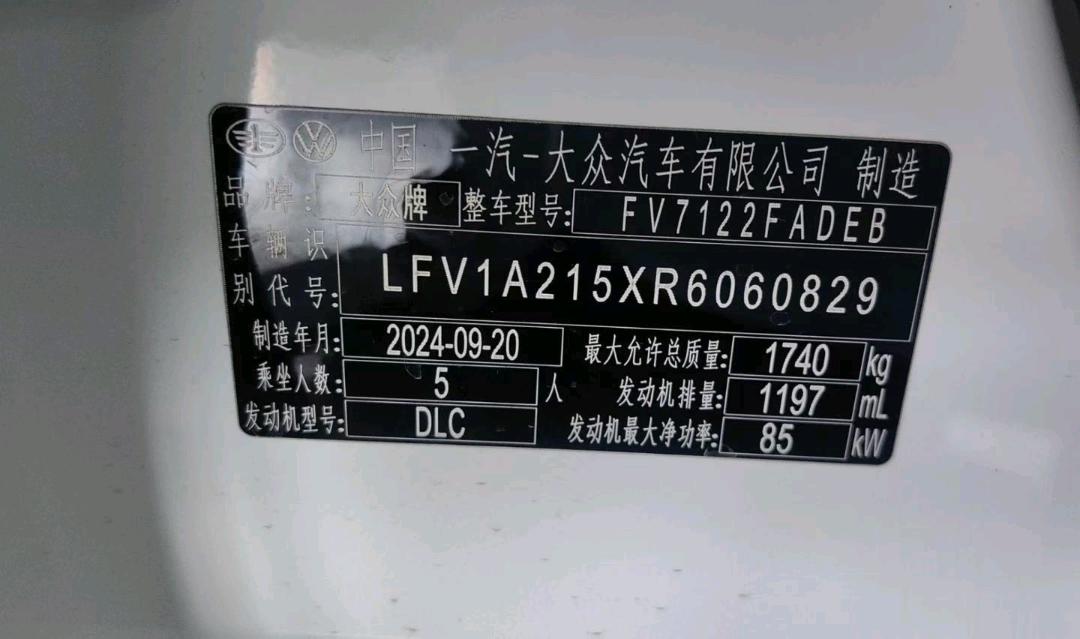 中国 一汽-大众汽车有限公司 制造
品牌: 大众牌 整车型号: FV7122FADEB
车辆识
别代号: LFV1A215XR6060829
制造年月: 2024-09-20 最大允许总质量: 1740 kg
乘坐人数: 5 人 发动机排量: 1197 mL
发动机型号: DLC 发动机最大净功率: 85 kW